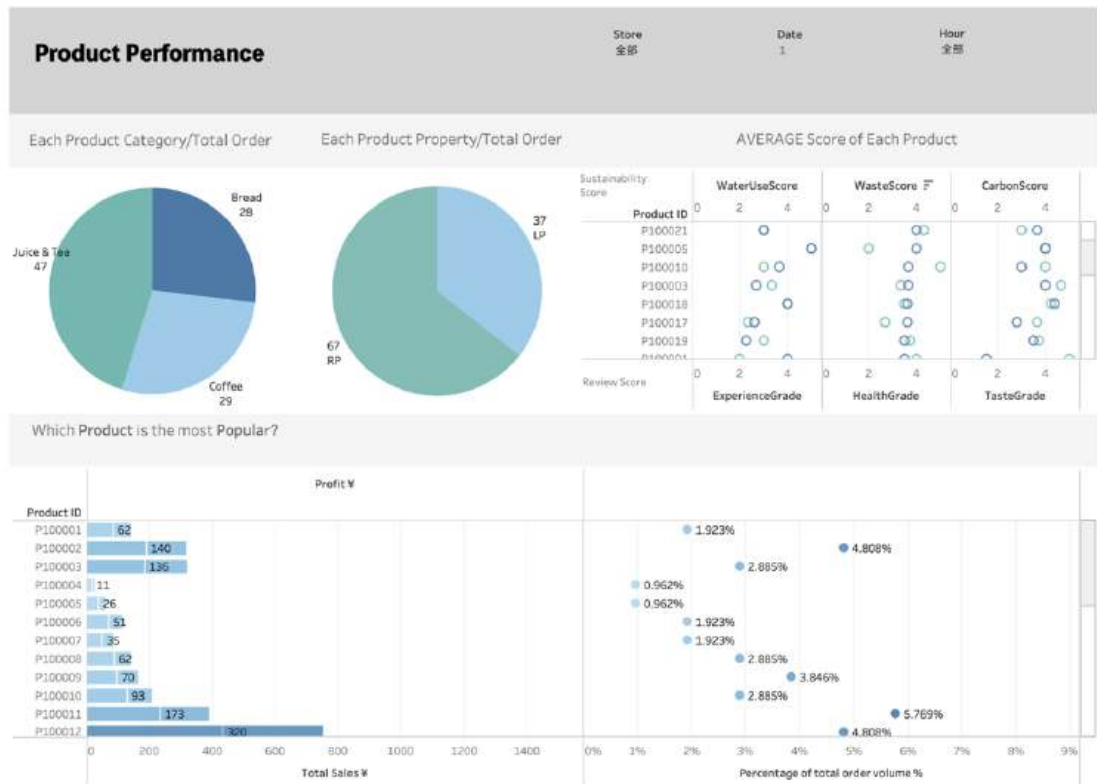 Product Performance
Store
全部
Date
1
Hour
全部
Each Product Category/Total Order
Each Product Property/Total Order
AVERAGE Score of Each Product
Bread
28
Juice & Tea
47
Coffee
29
37
LP
67
RP
Sustainability
Score
WaterUseScore
WasteScore
CarbonScore
Product ID
0 2 4 0 2 4 0 2 4
P100021
P100005
P100010
P100003
P100018
P100017
P100019
P100001
Review Score
0 2 4 0 2 4 0 2 4
ExperienceGrade
HealthGrade
TasteGrade
Which Product is the most Popular?
Profit ¥
Product ID
P100001 62 1.923%
P100002 140 4.808%
P100003 136 2.885%
P100004 11 0.962%
P100005 26 0.962%
P100006 51 1.923%
P100007 35 1.923%
P100008 62 2.885%
P100009 70 3.846%
P100010 93 2.885%
P100011 173 5.769%
P100012 320 4.808%
0 200 400 600 800 1000 1200 1400 0% 1% 2% 3% 4% 5% 6% 7% 8% 9%
Total Sales ¥
Percentage of total order volume %